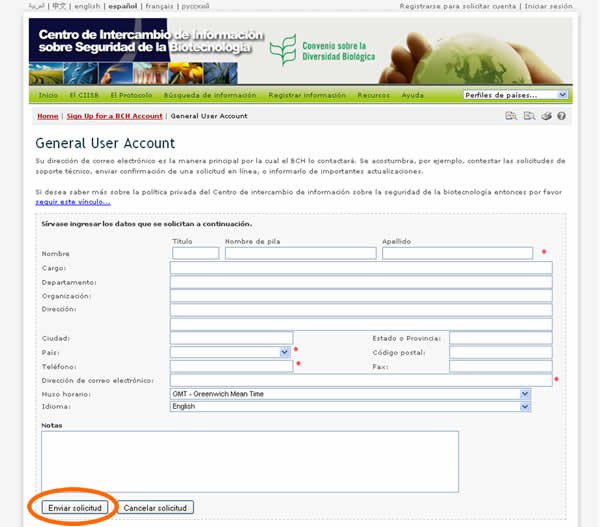 العربية | 中文 | english | español | français | русский
Registrarse para solicitar cuenta | Iniciar sesión
Centro de Intercambio de Información
sobre Seguridad de la Biotecnología
Convenio sobre la
Diversidad Biológica
Inicio El CIISB El Protocolo Búsqueda de información Registrar información Recursos Ayuda Perfiles de países...
Home | Sign Up for a BCH Account | General User Account
General User Account
Su dirección de correo electrónico es la manera principal por la cual el BCH lo contactará. Se acostumbra, por ejemplo, contestar las solicitudes de
soporte técnico, enviar confirmación de una solicitud en línea, o informarlo de importantes actualizaciones.
Si desea saber más sobre la política privada del Centro de intercambio de información sobre la seguridad de la biotecnología entonces por favor
seguir este vínculo...
Sírvase ingresar los datos que se solicitan a continuación.
Título Nombre de pila Apellido
Nombre *
Cargo:
Departamento:
Organización:
Dirección:
Ciudad: Estado o Provincia:
País: * Código postal:
Teléfono: * Fax:
Dirección de correo electrónico: *
Huso horario: GMT - Greenwich Mean Time
Idioma: English
Notas
Enviar solicitud Cancelar solicitud